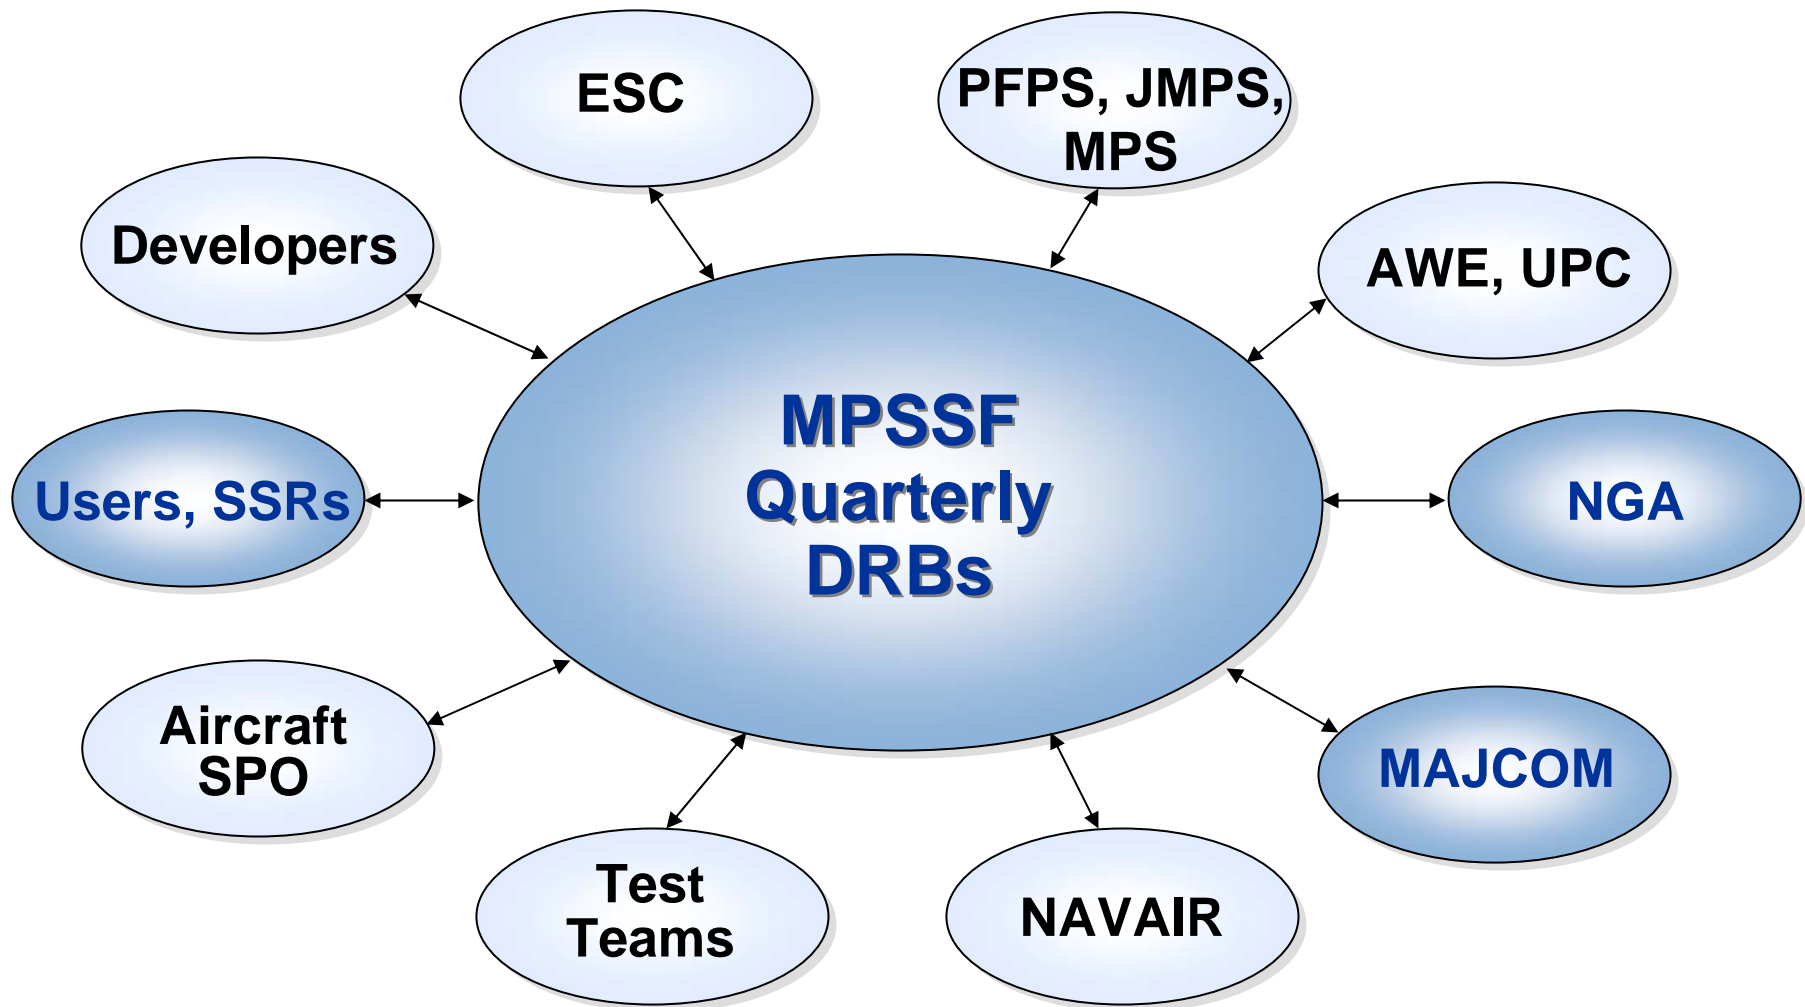 ESC
PFPS, JMPS,
MPS
Developers
AWE, UPC
MPSSF
Quarterly
DRBs
Users, SSRs
NGA
Aircraft
SPO
MAJCOM
Test
Teams
NAVAIR